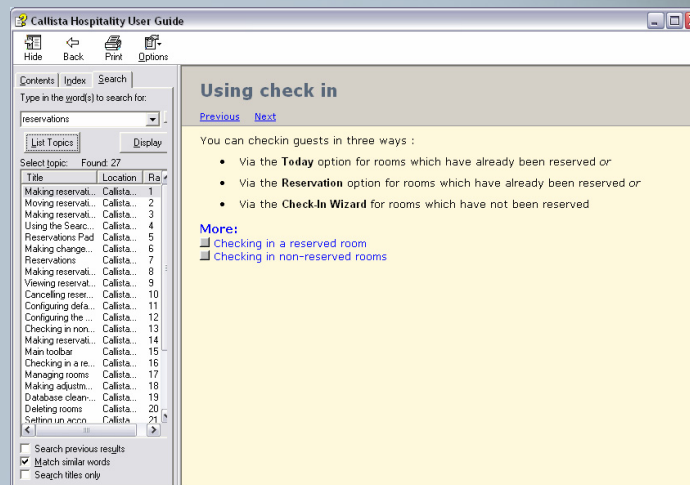 Callista Hospitality User Guide
Hide Back Print Options
Contents Index Search
Type in the word(s) to search for:
reservations
List Topics Display
Select topic: Found: 27
Title Location Ra
Making reservati... Callista... 1
Moving reservati... Callista... 2
Making reservati... Callista... 3
Using the Searc... Callista... 4
Reservations Pad Callista... 5
Making change... Callista... 6
Reservations Callista... 7
Making reservati... Callista... 8
Viewing reservat... Callista... 9
Cancelling reser... Callista... 10
Configuring defa... Callista... 11
Configuring the ... Callista... 12
Checking in non... Callista... 13
Making reservati... Callista... 14
Main toolbar Callista... 15
Checking in a re... Callista... 16
Managing rooms Callista... 17
Making adjustm... Callista... 18
Database clean-... Callista... 19
Deleting rooms Callista... 20
Setting up acco... Callista... 21
Search previous results
Match similar words
Search titles only
Using check in
Previous Next
You can checkin guests in three ways :
• Via the Today option for rooms which have already been reserved or
• Via the Reservation option for rooms which have already been reserved or
• Via the Check-In Wizard for rooms which have not been reserved
More:
Checking in a reserved room
Checking in non-reserved rooms